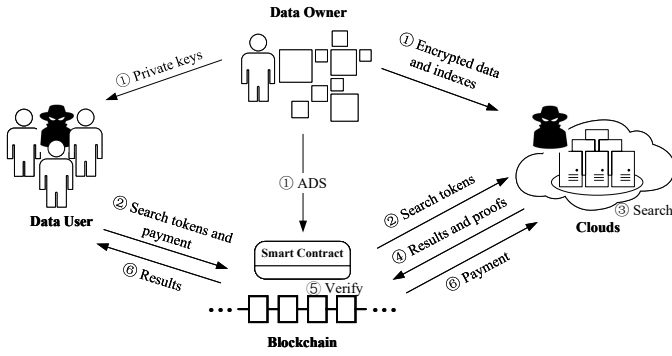 Data Owner
① Private keys
① Encrypted data
and indexes
① ADS
Data User
② Search tokens and
payment
⑥ Results
② Search tokens
③ Search
Clouds
④ Results and proofs
Smart Contract
⑤ Verify
⑥ Payment
Blockchain